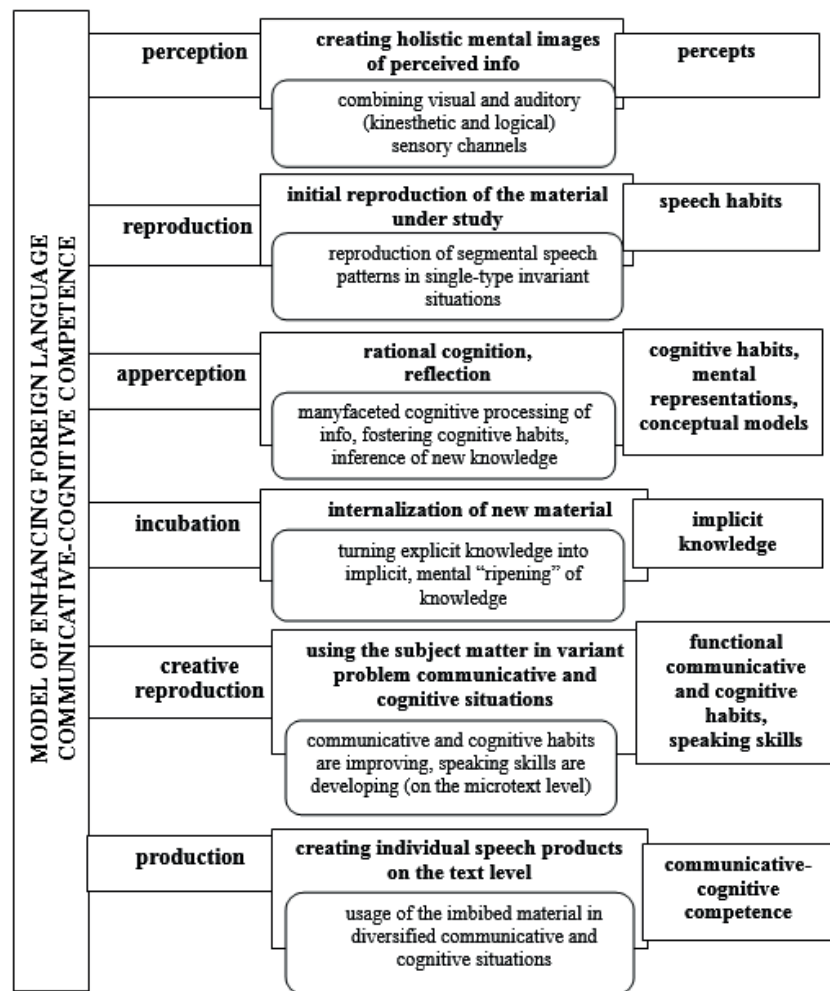 MODEL OF ENHANCING FOREIGN LANGUAGE
COMMUNICATIVE-COGNITIVE COMPETENCE
perception
creating holistic mental images
of perceived info
combining visual and auditory
(kinesthetic and logical)
sensory channels
percepts
reproduction
initial reproduction of the material
under study
reproduction of segmental speech
patterns in single-type invariant
situations
speech habits
apperception
rational cognition,
reflection
manyfaceted cognitive processing of
info, fostering cognitive habits,
inference of new knowledge
cognitive habits,
mental
representations,
conceptual models
incubation
internalization of new material
turning explicit knowledge into
implicit, mental “ripening” of
knowledge
implicit
knowledge
creative
reproduction
using the subject matter in variant
problem communicative and
cognitive situations
communicative and cognitive habits
are improving, speaking skills are
developing (on the microtext level)
functional
communicative
and cognitive
habits,
speaking skills
production
creating individual speech products
on the text level
usage of the imbibed material in
diversified communicative and
cognitive situations
communicative-
cognitive
competence